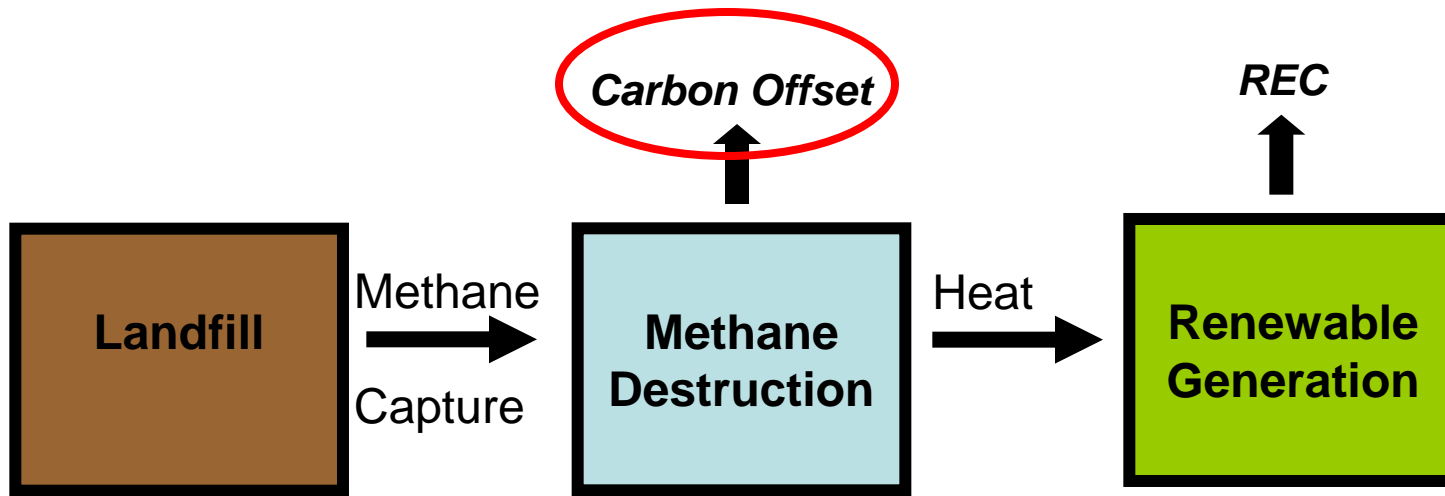 Carbon Offset
REC
Landfill
Methane
Capture
Methane
Destruction
Heat
Renewable
Generation